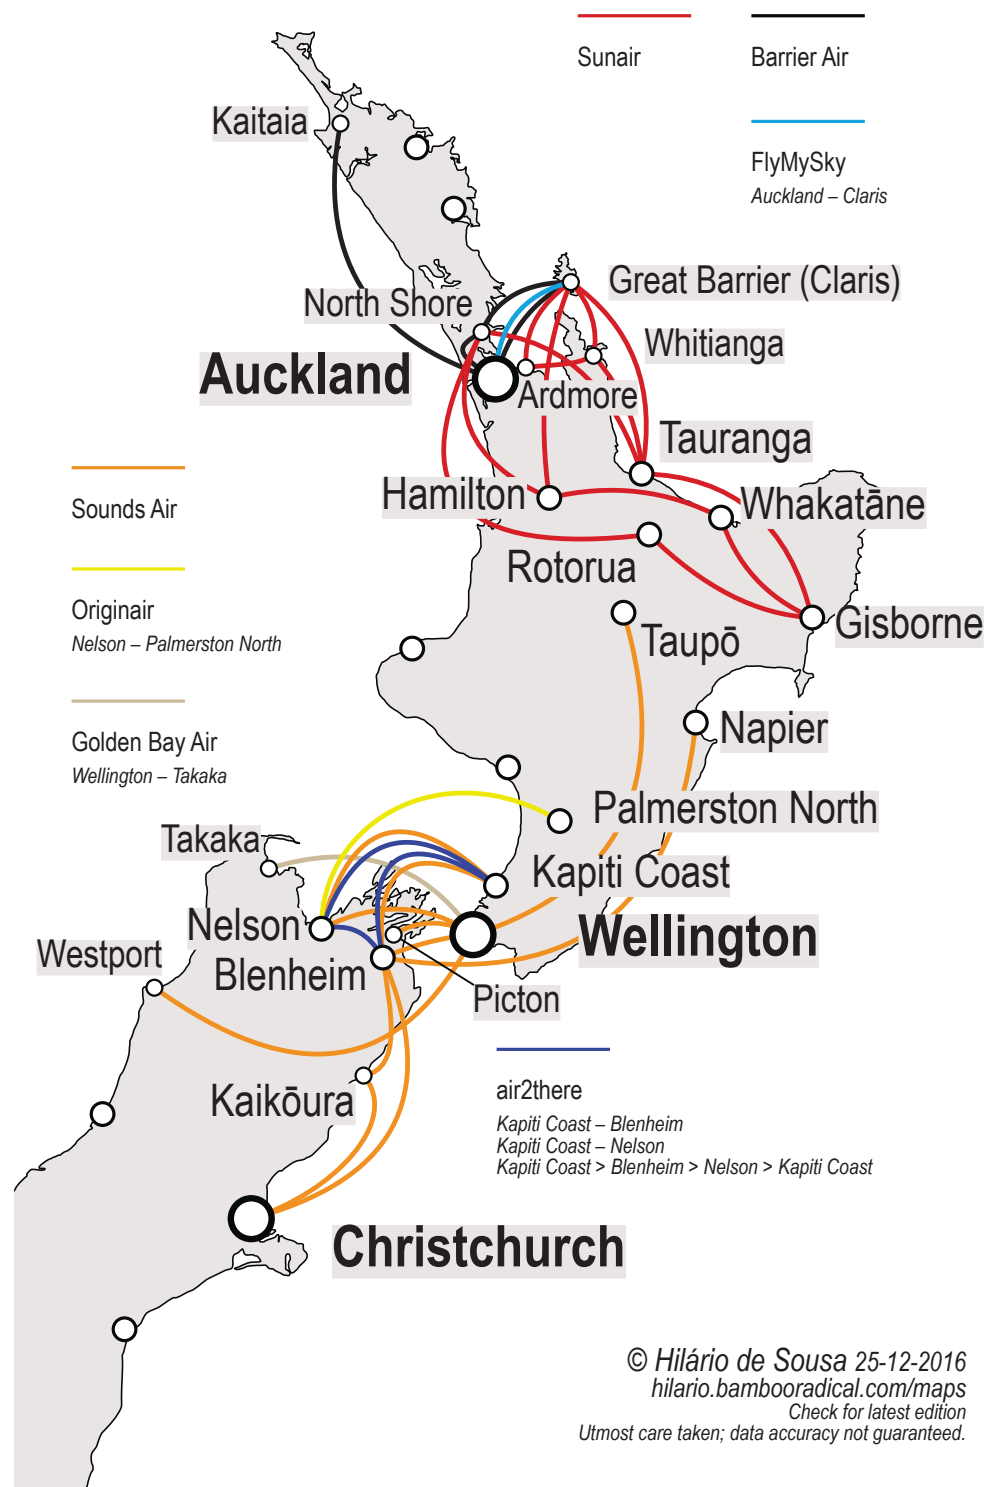 Sunair
Barrier Air
FlyMySky
Auckland – Claris
Kaitaia
Great Barrier (Claris)
North Shore
Whitianga
Auckland
Ardmore
Tauranga
Hamilton
Whakatāne
Rotorua
Gisborne
Taupō
Napier
Sounds Air
Originair
Nelson – Palmerston North
Golden Bay Air
Wellington – Takaka
Palmerston North
Takaka
Kapiti Coast
Nelson
Wellington
Westport
Blenheim
Picton
air2there
Kapiti Coast – Blenheim
Kapiti Coast – Nelson
Kapiti Coast > Blenheim > Nelson > Kapiti Coast
Kaikōura
Christchurch
© Hilário de Sousa 25-12-2016
hilario.bambooradical.com/maps
Check for latest edition
Utmost care taken; data accuracy not guaranteed.